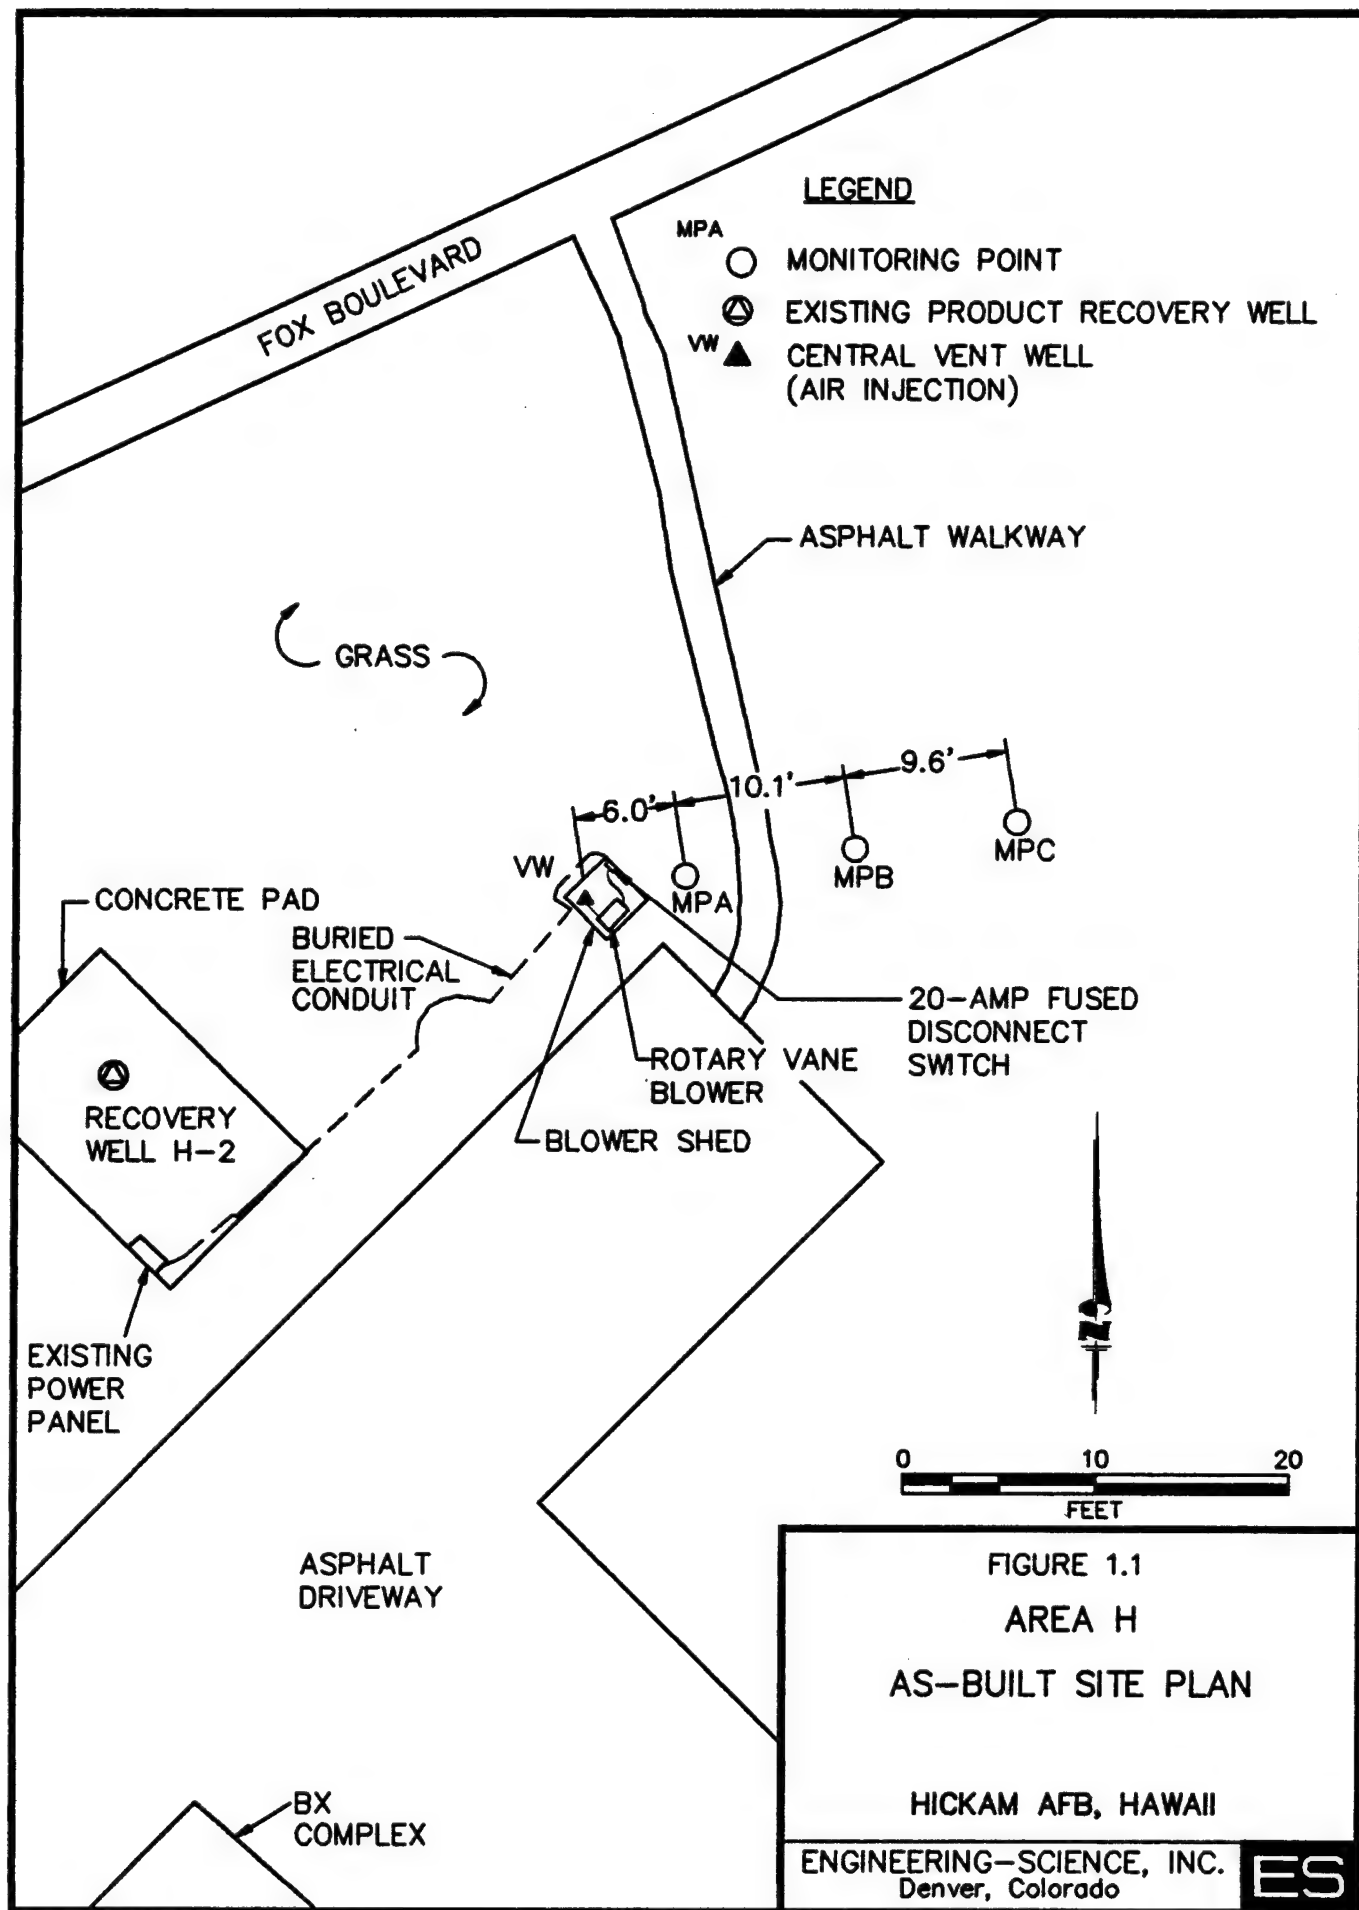 LEGEND
MPA
MONITORING POINT
EXISTING PRODUCT RECOVERY WELL
VW
CENTRAL VENT WELL
(AIR INJECTION)
FOX BOULEVARD
ASPHALT WALKWAY
GRASS
9.6'
10.1'
6.0'
MPC
MPB
VW
MPA
CONCRETE PAD
BURIED
ELECTRICAL
CONDUIT
20-AMP FUSED
DISCONNECT
SWITCH
ROTARY VANE
BLOWER
BLOWER SHED
RECOVERY
WELL H-2
N
EXISTING
POWER
PANEL
0 10 20
FEET
ASPHALT
DRIVEWAY
BX
COMPLEX
FIGURE 1.1
AREA H
AS-BUILT SITE PLAN
HICKAM AFB, HAWAII
ENGINEERING-SCIENCE, INC.
Denver, Colorado
ES